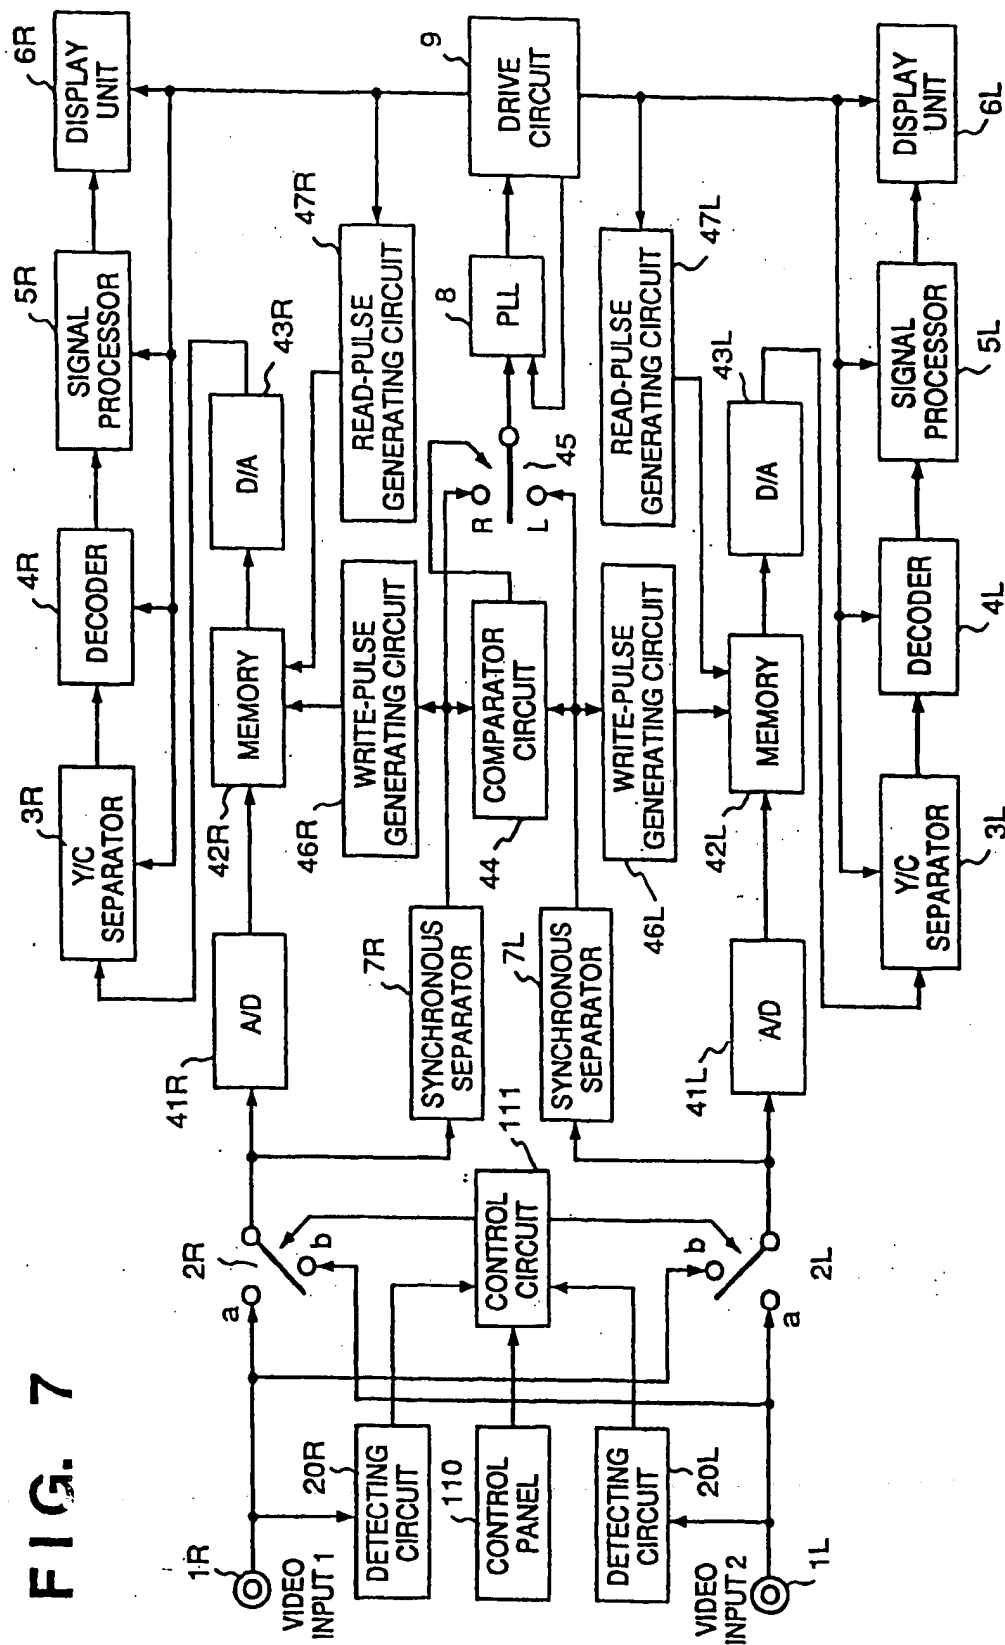 FIG. 7
1R
VIDEO
INPUT 1
20R
DETECTING
CIRCUIT
110
CONTROL
PANEL
DETECTING
CIRCUIT
20L
VIDEO
INPUT 2
1L
2R
a
b
111
CONTROL
CIRCUIT
b
a
2L
41R
A/D
7R
SYNCHRONOUS
SEPARATOR
7L
SYNCHRONOUS
SEPARATOR
41L
A/D
3R
Y/C
SEPARATOR
42R
MEMORY
46R
WRITE-PULSE
GENERATING CIRCUIT
44
COMPARATOR
CIRCUIT
WRITE-PULSE
GENERATING CIRCUIT
46L
42L
MEMORY
Y/C
SEPARATOR
3L
4R
DECODER
D/A
43R
READ-PULSE
GENERATING CIRCUIT
47R
R
L
45
READ-PULSE
GENERATING CIRCUIT
47L
43L
D/A
DECODER
4L
5R
SIGNAL
PROCESSOR
8
PLL
SIGNAL
PROCESSOR
5L
6R
DISPLAY
UNIT
9
DRIVE
CIRCUIT
DISPLAY
UNIT
6L